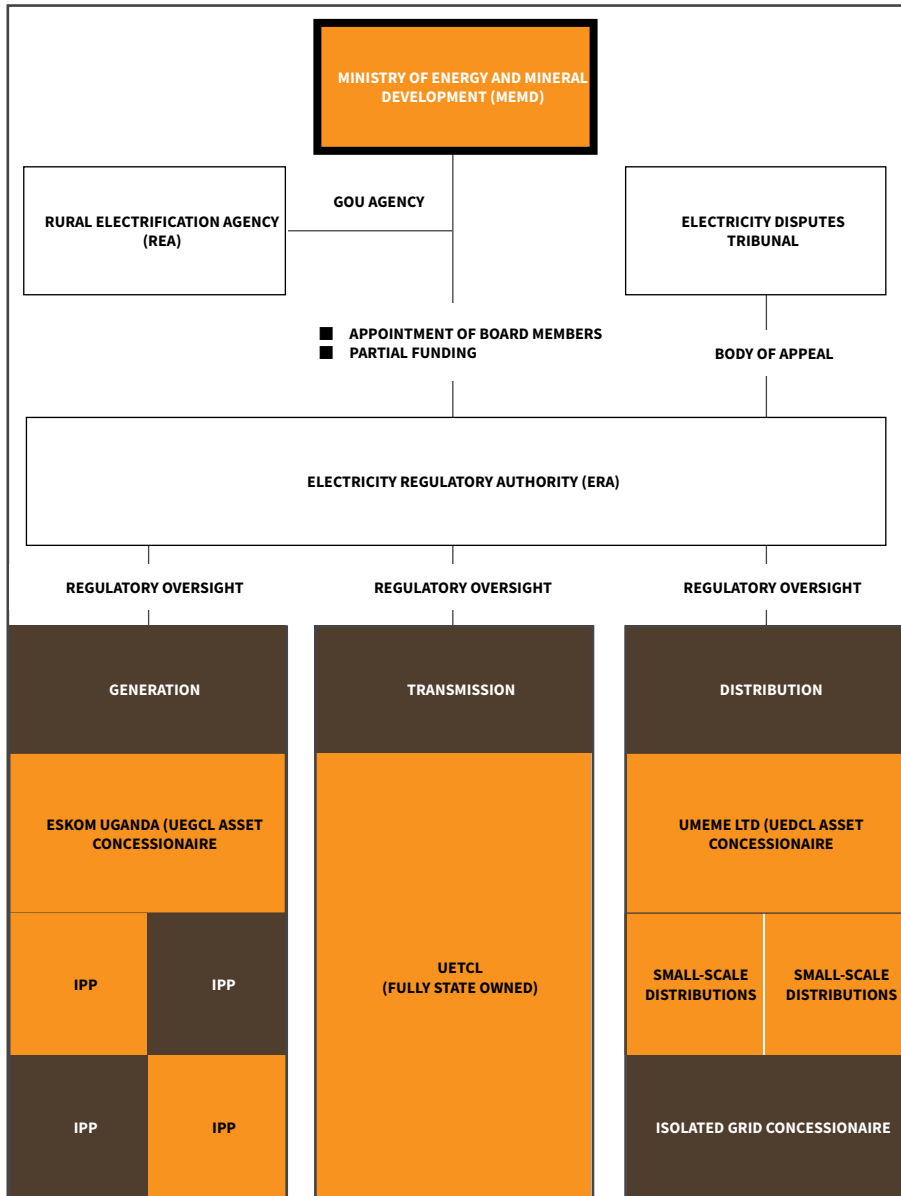 MINISTRY OF ENERGY AND MINERAL
DEVELOPMENT (MEMD)
GOU AGENCY
RURAL ELECTRIFICATION AGENCY
(REA)
ELECTRICITY DISPUTES
TRIBUNAL
APPOINTMENT OF BOARD MEMBERS
PARTIAL FUNDING
BODY OF APPEAL
ELECTRICITY REGULATORY AUTHORITY (ERA)
REGULATORY OVERSIGHT
REGULATORY OVERSIGHT
REGULATORY OVERSIGHT
GENERATION
TRANSMISSION
DISTRIBUTION
ESKOM UGANDA (UEGCL ASSET
CONCESSIONAIRE
UMEME LTD (UEDCL ASSET
CONCESSIONAIRE
IPP
IPP
UETCL
(FULLY STATE OWNED)
SMALL-SCALE
DISTRIBUTIONS
SMALL-SCALE
DISTRIBUTIONS
IPP
IPP
ISOLATED GRID CONCESSIONAIRE